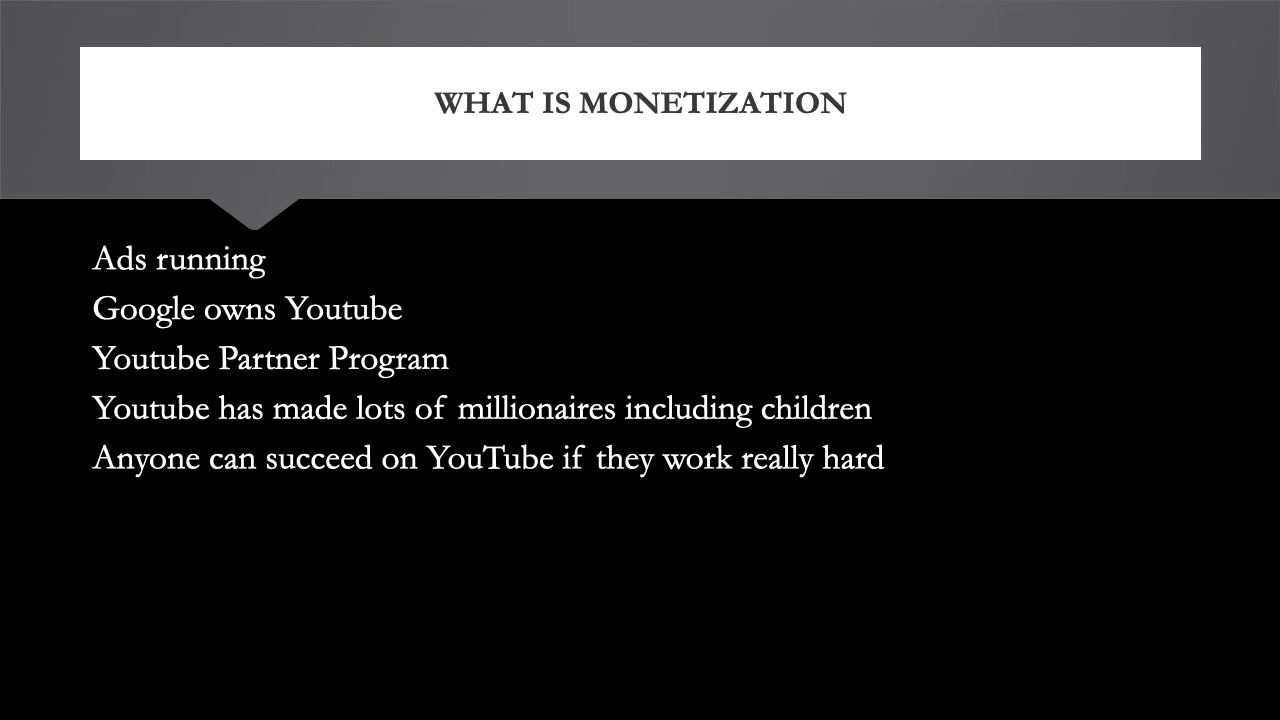 WHAT IS MONETIZATION
Ads running
Google owns Youtube
Youtube Partner Program
Youtube has made lots of millionaires including children
Anyone can succeed on YouTube if they work really hard